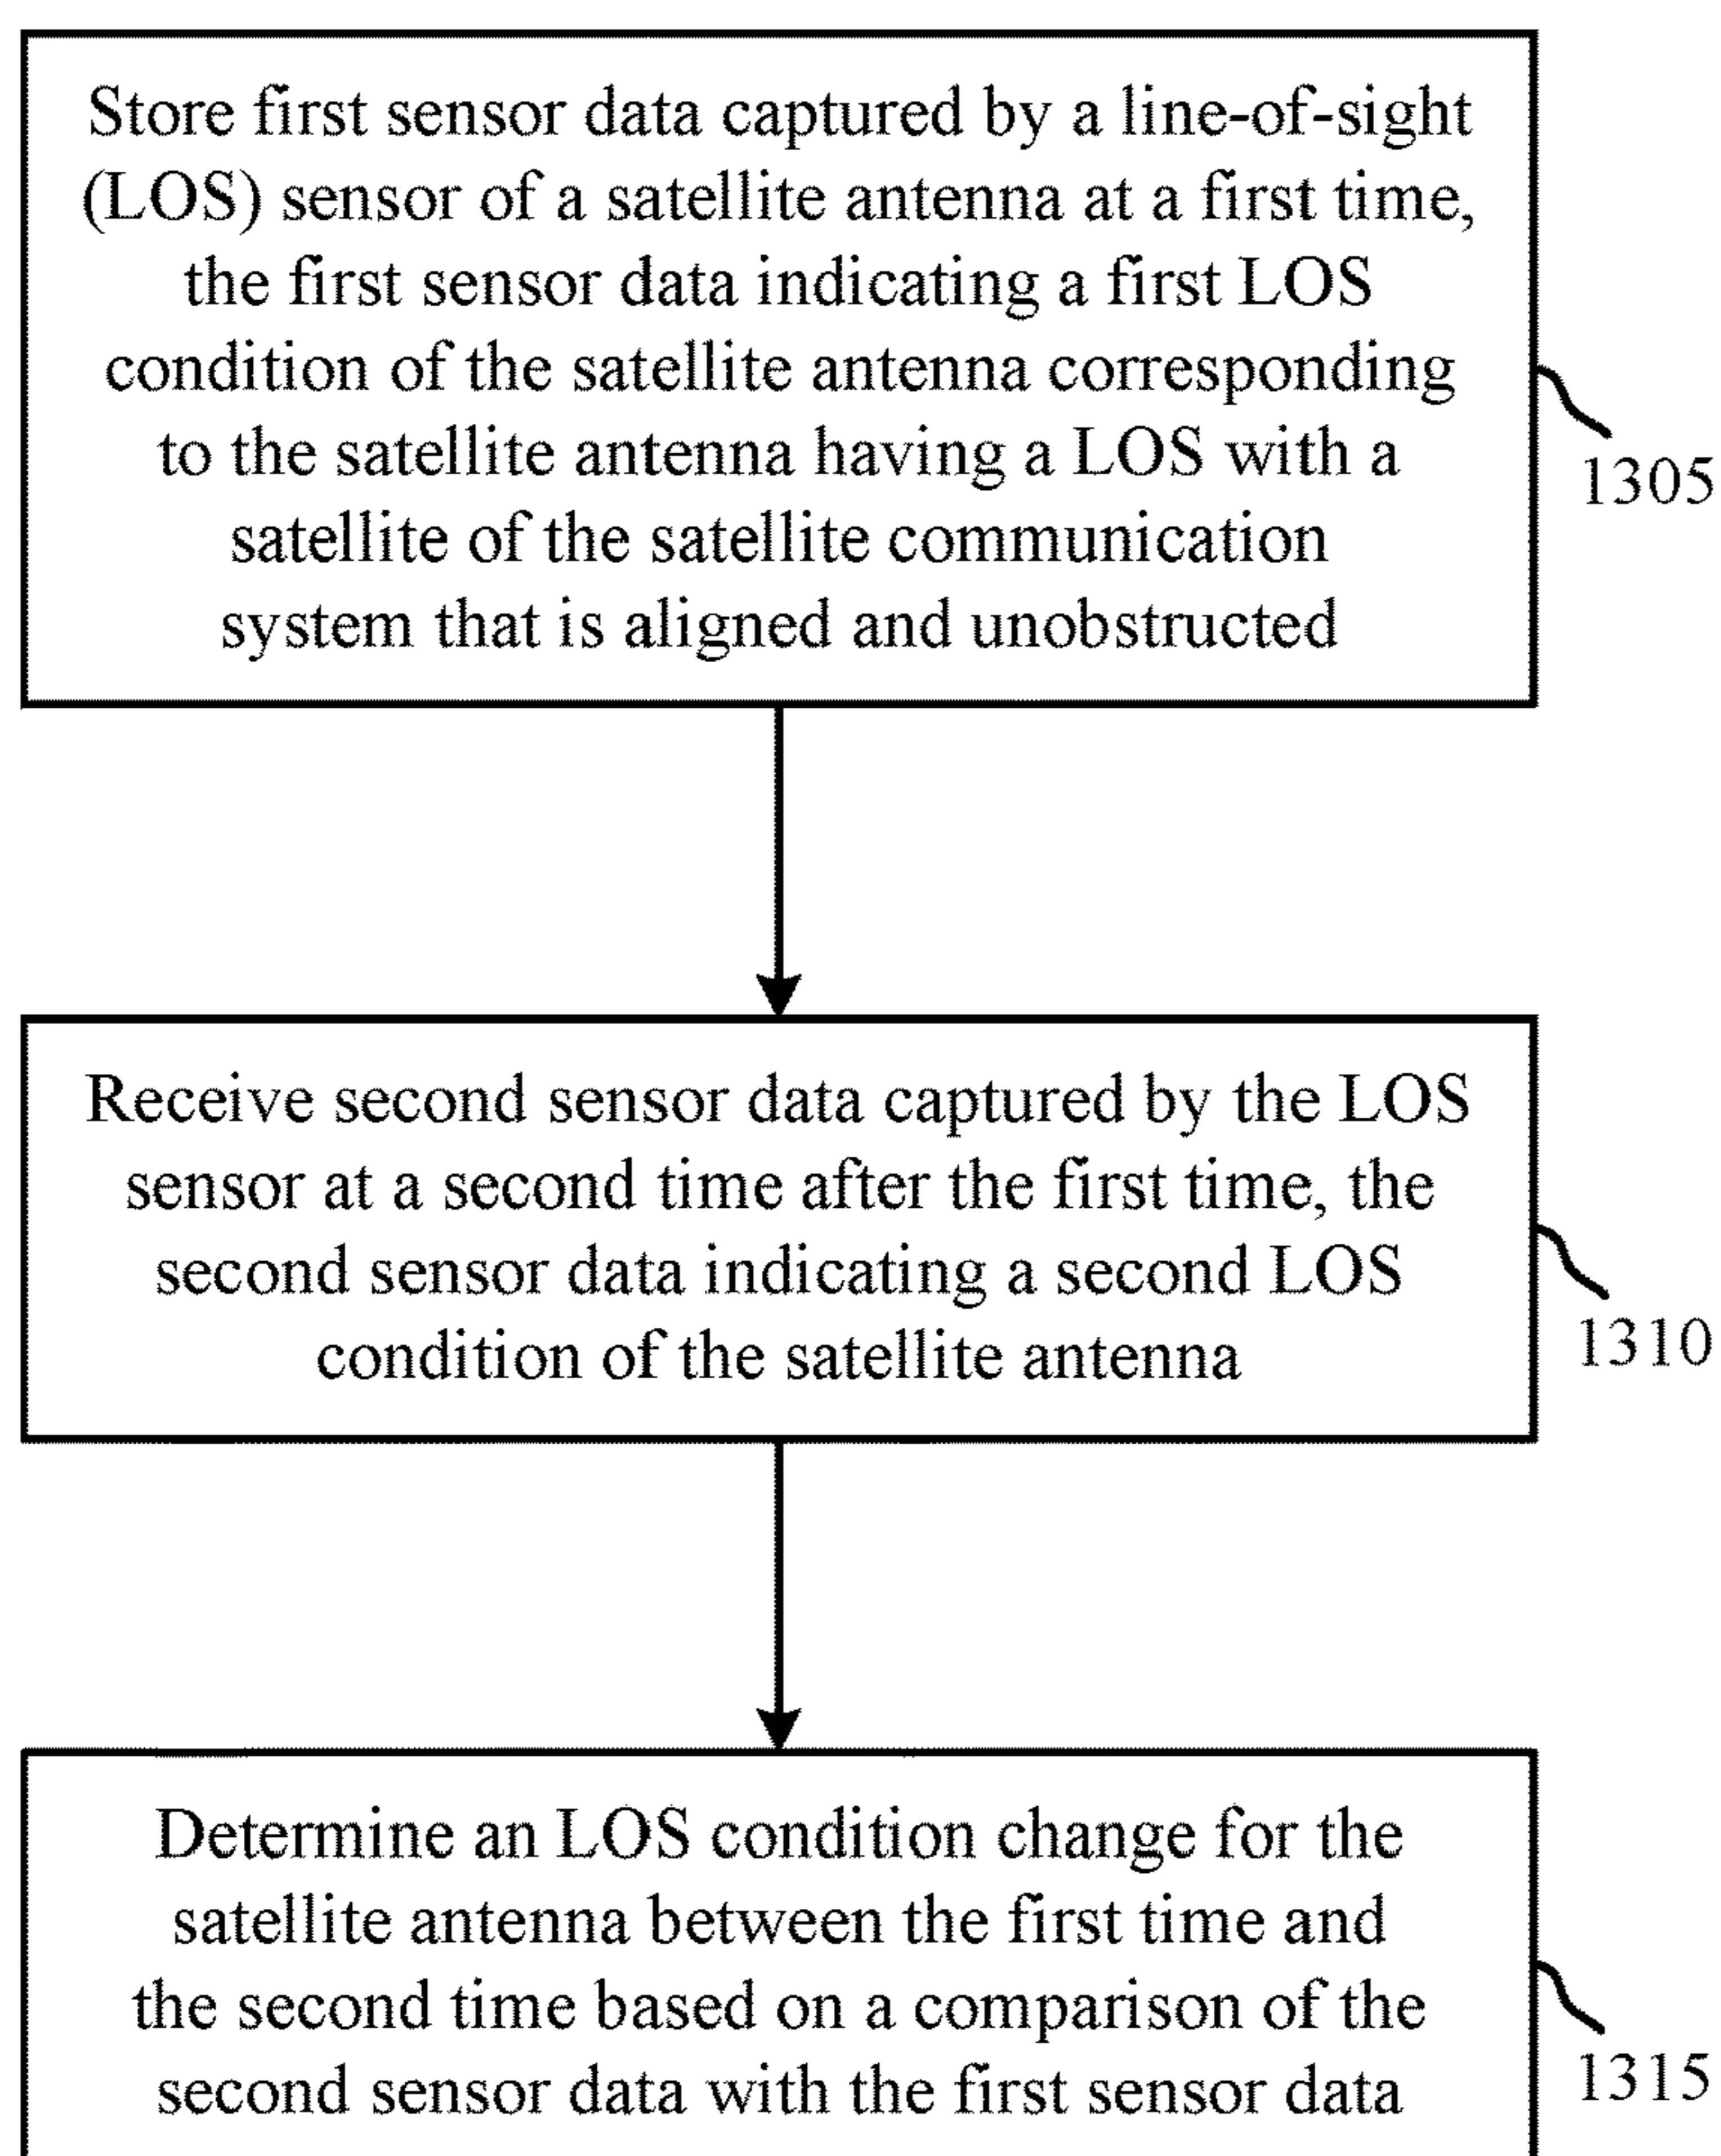 Store first sensor data captured by a line-of-sight
(LOS) sensor of a satellite antenna at a first time,
the first sensor data indicating a first LOS
condition of the satellite antenna corresponding
to the satellite antenna having a LOS with a
satellite of the satellite communication
system that is aligned and unobstructed
1305
Receive second sensor data captured by the LOS
sensor at a second time after the first time, the
second sensor data indicating a second LOS
condition of the satellite antenna
1310
Determine an LOS condition change for the
satellite antenna between the first time and
the second time based on a comparison of the
second sensor data with the first sensor data
1315